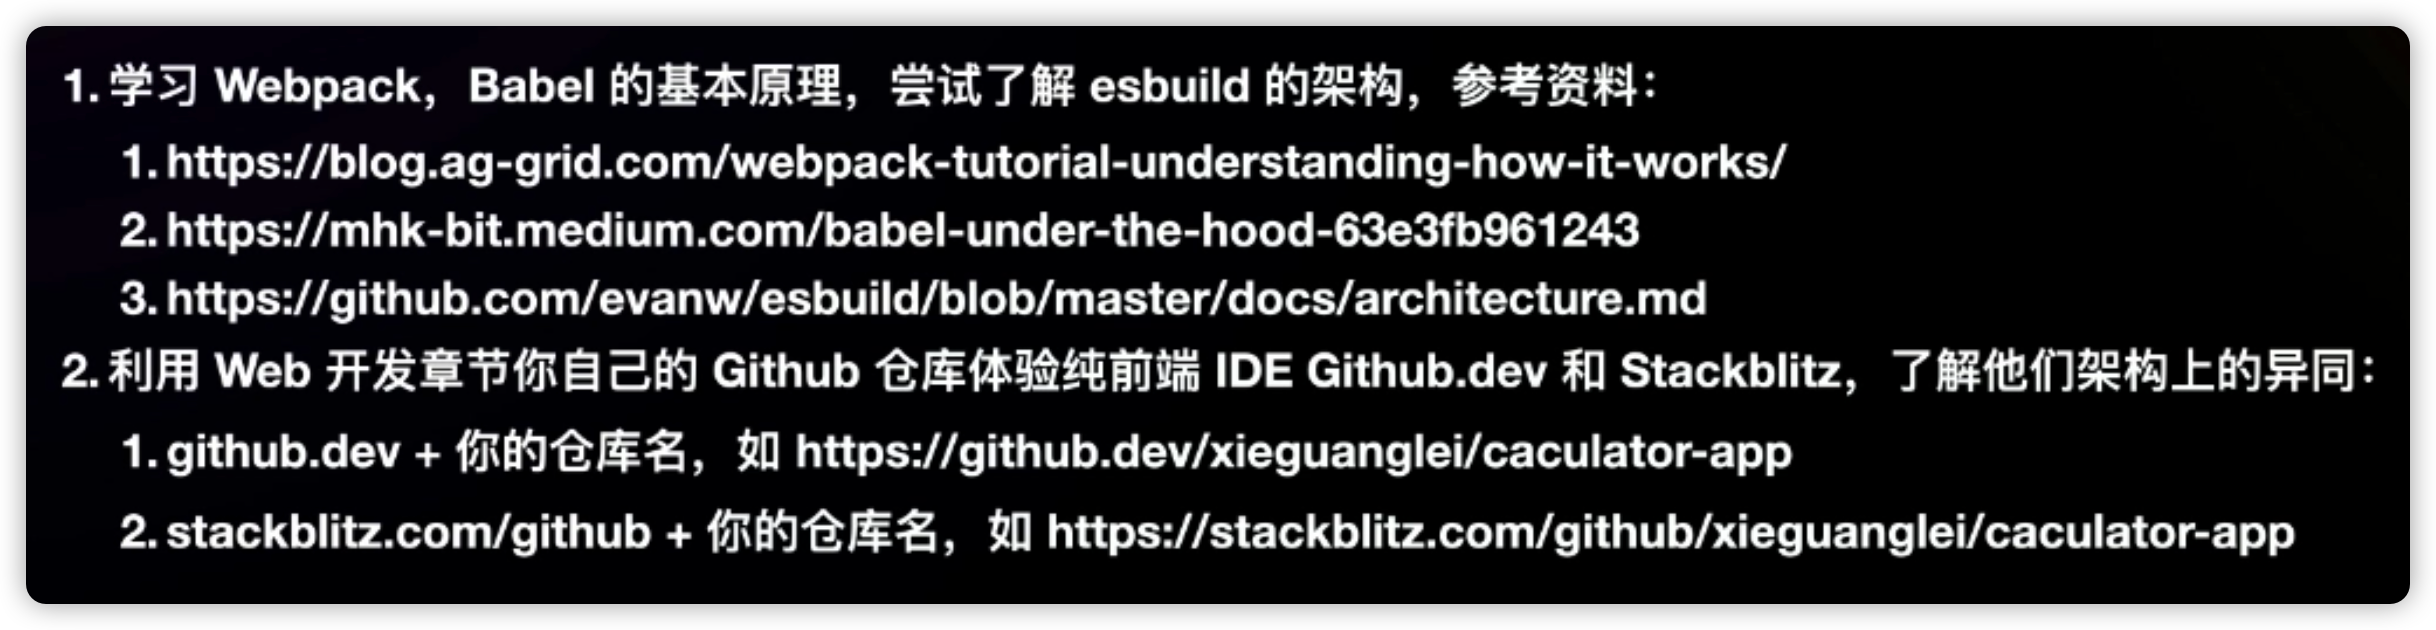 1. 学习 Webpack，Babel 的基本原理，尝试了解 esbuild 的架构，参考资料：
1. https://blog.ag-grid.com/webpack-tutorial-understanding-how-it-works/
2. https://mhk-bit.medium.com/babel-under-the-hood-63e3fb961243
3. https://github.com/evanw/esbuild/blob/master/docs/architecture.md
2. 利用 Web 开发章节你自己的 Github 仓库体验纯前端 IDE Github.dev 和 Stackblitz，了解他们架构上的异同：
1. github.dev + 你的仓库名，如 https://github.dev/xieguanglei/caculator-app
2. stackblitz.com/github + 你的仓库名，如 https://stackblitz.com/github/xieguanglei/caculator-app